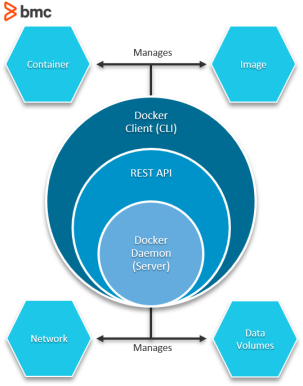 bmc
Manages
Container
Image
Docker
Client (CLI)
REST API
Docker
Daemon
(Server)
Network
Data
Volumes
Manages